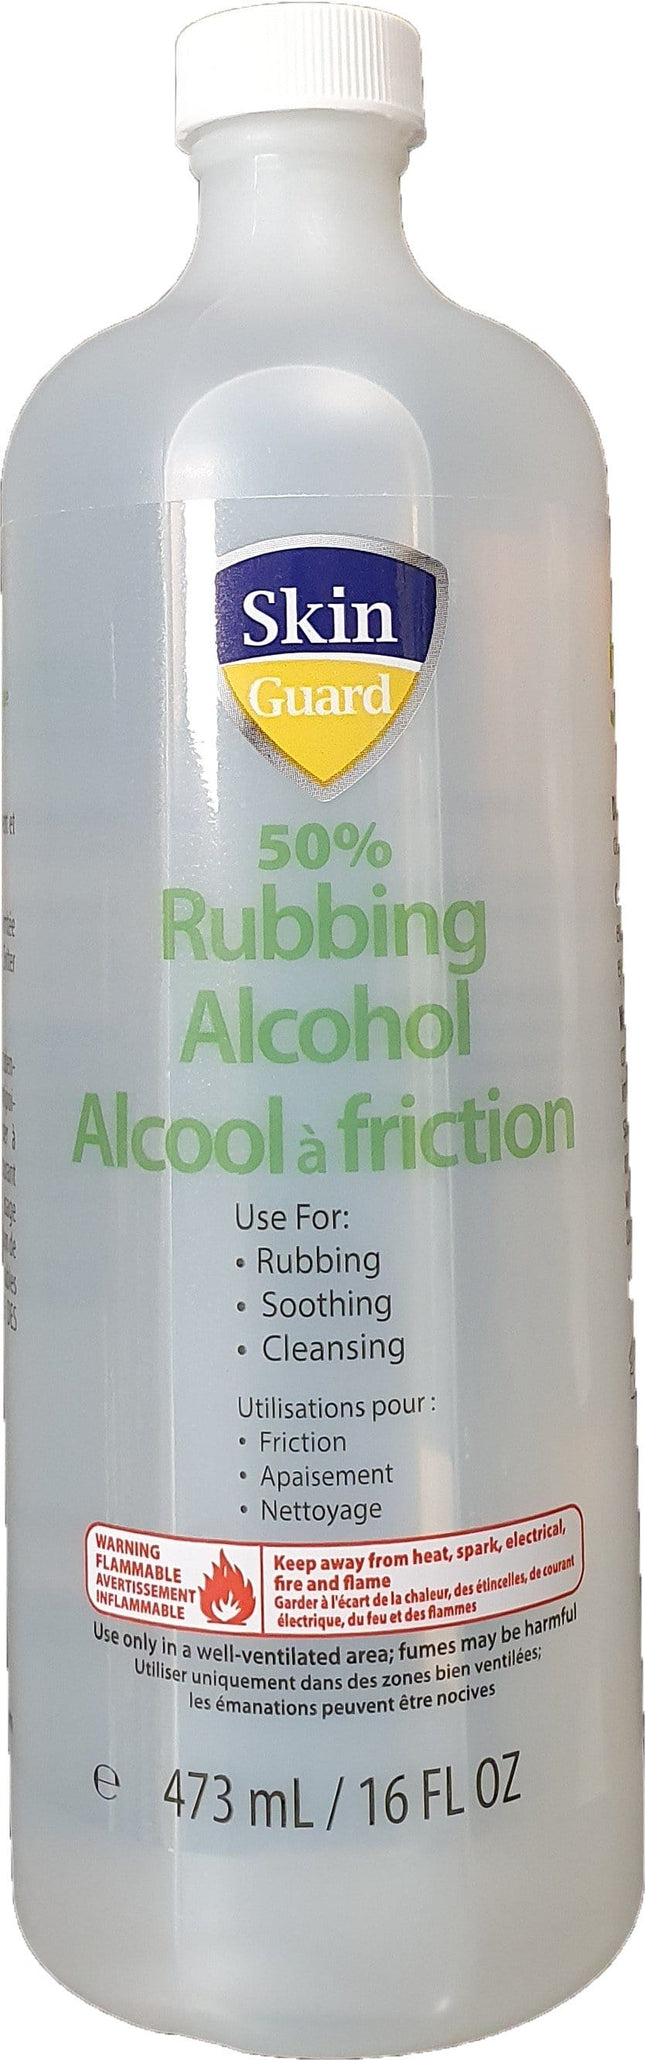 Skin
Guard
50%
Rubbing
Alcohol
Alcool à friction
Use For:
• Rubbing
• Soothing
• Cleansing
Utilisations pour :
• Friction
• Apaisement
• Nettoyage
WARNING
FLAMMABLE
AVERTISSEMENT
INFLAMMABLE
Keep away from heat, spark, electrical,
fire and flame
Garder à l'écart de la chaleur, des étincelles, de courant
électrique, du feu et des flammes
Use only in a well-ventilated area; fumes may be harmful
Utiliser uniquement dans des zones bien ventilées;
les émanations peuvent être nocives
℮ 473 mL / 16 FL OZ